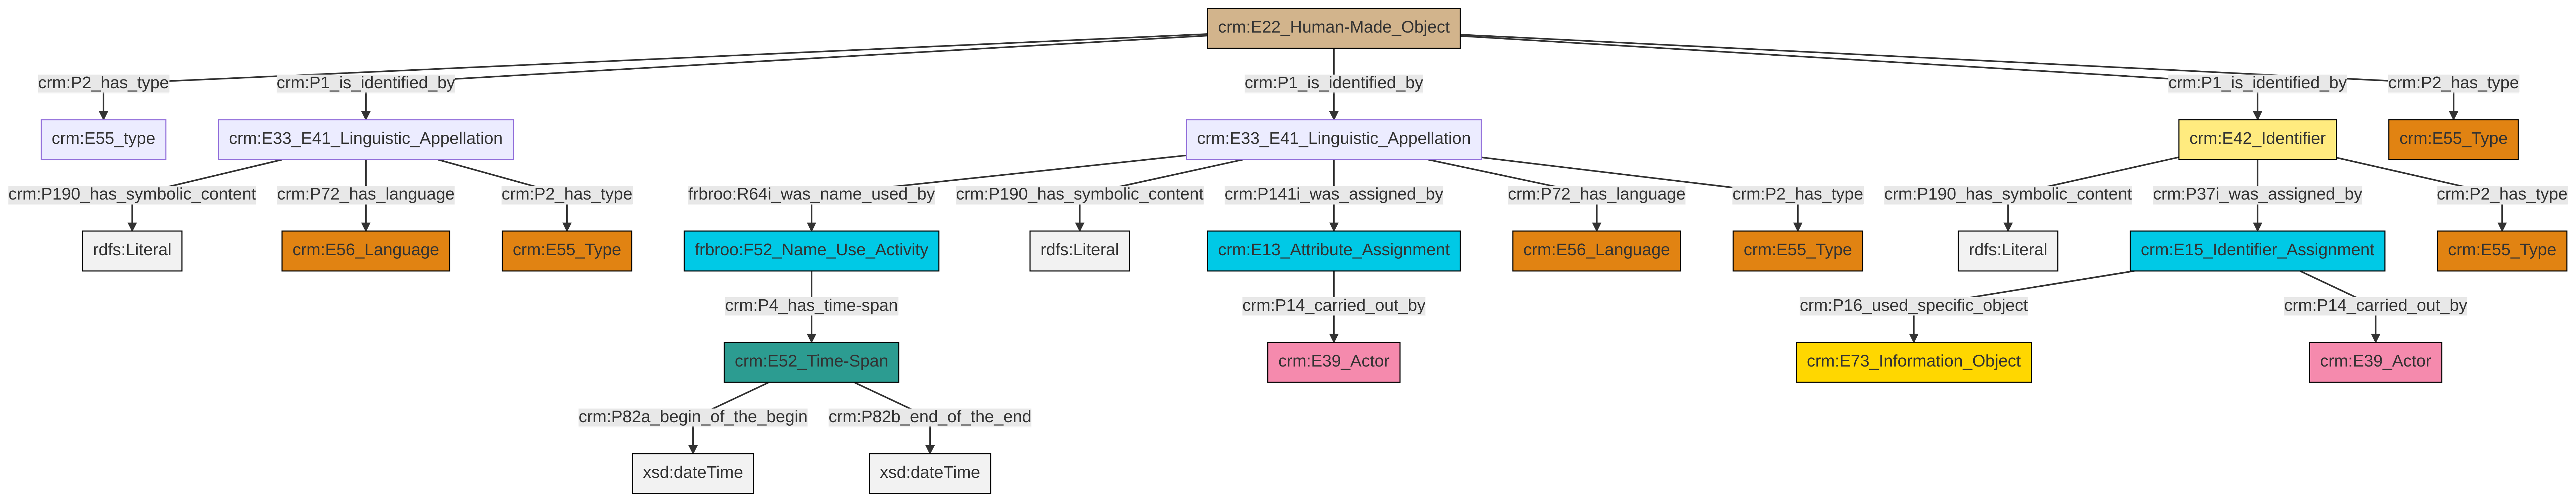 crm:E22_Human-Made_Object
crm:P2_has_type
crm:P1_is_identified_by
crm:P1_is_identified_by
crm:P1_is_identified_by
crm:P2_has_type
crm:E55_type
crm:E33_E41_Linguistic_Appellation
crm:E33_E41_Linguistic_Appellation
crm:E42_Identifier
crm:E55_Type
crm:P190_has_symbolic_content
crm:P72_has_language
crm:P2_has_type
frbroo:R64i_was_name_used_by
crm:P190_has_symbolic_content
crm:P141i_was_assigned_by
crm:P72_has_language
crm:P2_has_type
crm:P190_has_symbolic_content
crm:P37i_was_assigned_by
crm:P2_has_type
rdfs:Literal
crm:E56_Language
crm:E55_Type
frbroo:F52_Name_Use_Activity
rdfs:Literal
crm:E13_Attribute_Assignment
crm:E56_Language
crm:E55_Type
rdfs:Literal
crm:E15_Identifier_Assignment
crm:E55_Type
crm:P4_has_time-span
crm:P14_carried_out_by
crm:P16_used_specific_object
crm:P14_carried_out_by
crm:E52_Time-Span
crm:E39_Actor
crm:E73_Information_Object
crm:E39_Actor
crm:P82a_begin_of_the_begin
crm:P82b_end_of_the_end
xsd:dateTime
xsd:dateTime